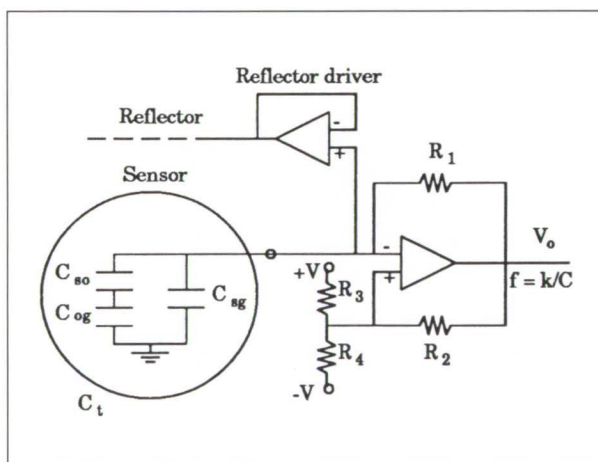 Reflector driver
Reflector
-
+
Sensor
R1
Vo
f = k/C
-
+
+V
R3
Cso
Csg
Cog
R4
R2
-V
Ct